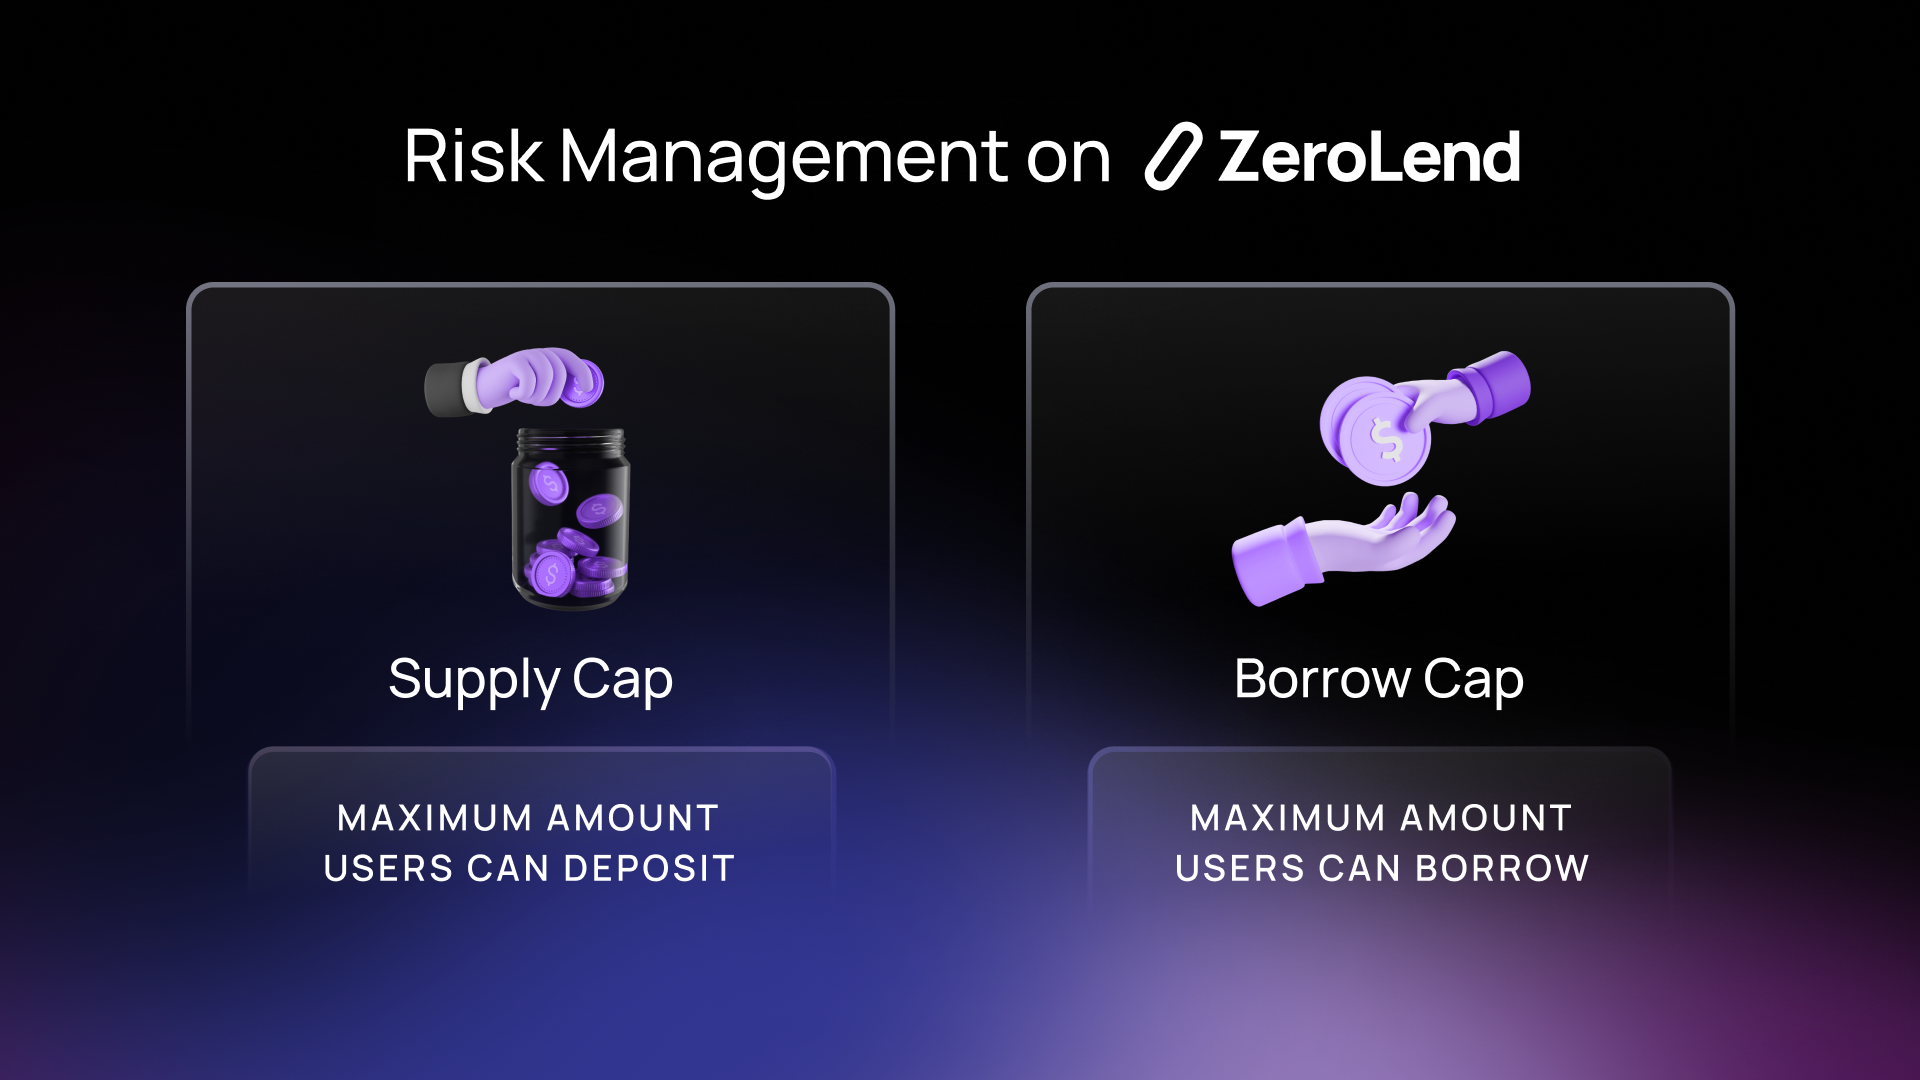 Risk Management on ZeroLend
Supply Cap
MAXIMUM AMOUNT
USERS CAN DEPOSIT
Borrow Cap
MAXIMUM AMOUNT
USERS CAN BORROW